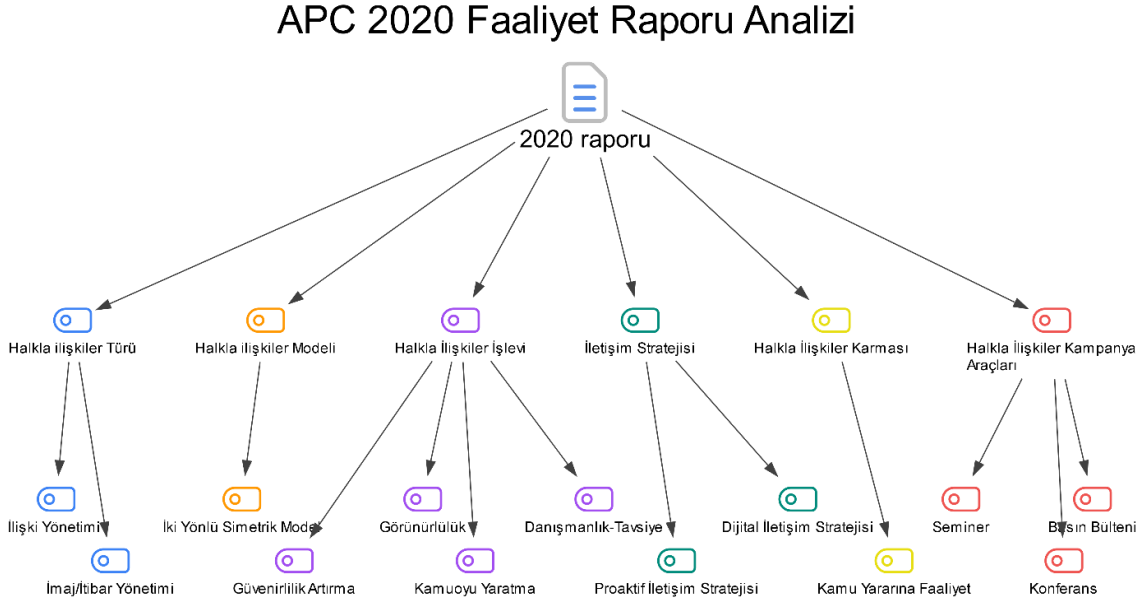 APC 2020 Faaliyet Raporu Analizi
2020 raporu
Halkla ilişkiler Türü
Halkla ilişkiler Modeli
Halkla İlişkiler İşlevi
İletişim Stratejisi
Halkla İlişkiler Karması
Halkla İlişkiler Kampanya
Araçları
İlişki Yönetimi
İki Yönlü Simetrik Model
Görünürlülük
Danışmanlık-Tavsiye
Dijital İletişim Stratejisi
Seminer
Basın Bülteni
İmaj/İtibar Yönetimi
Güvenirlilik Artırma
Kamuoyu Yaratma
Proaktif İletişim Stratejisi
Kamu Yararına Faaliyet
Konferans